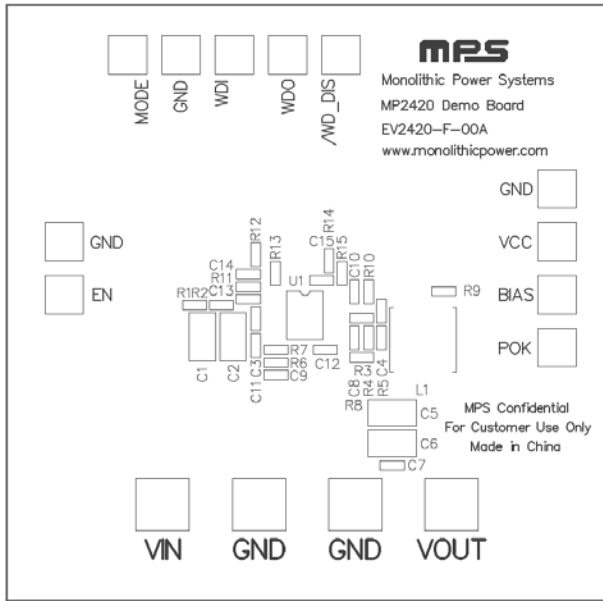 MPS
Monolithic Power Systems
MP2420 Demo Board
EV2420-F-00A
www.monolithicpower.com
MODE
GND
WDI
WDO
/WD_DIS
GND
VCC
BIAS
POK
GND
EN
R12
R14
C14
R11
C13
R13
C15
R15
C10
R10
U1
R9
R1R2
C1
C2
C3
C11
R7
R6
C9
C12
R3
C4
C8
R4
R5
R8
L1
C5
C6
C7
MPS Confidential
For Customer Use Only
Made in China
VIN
GND
GND
VOUT